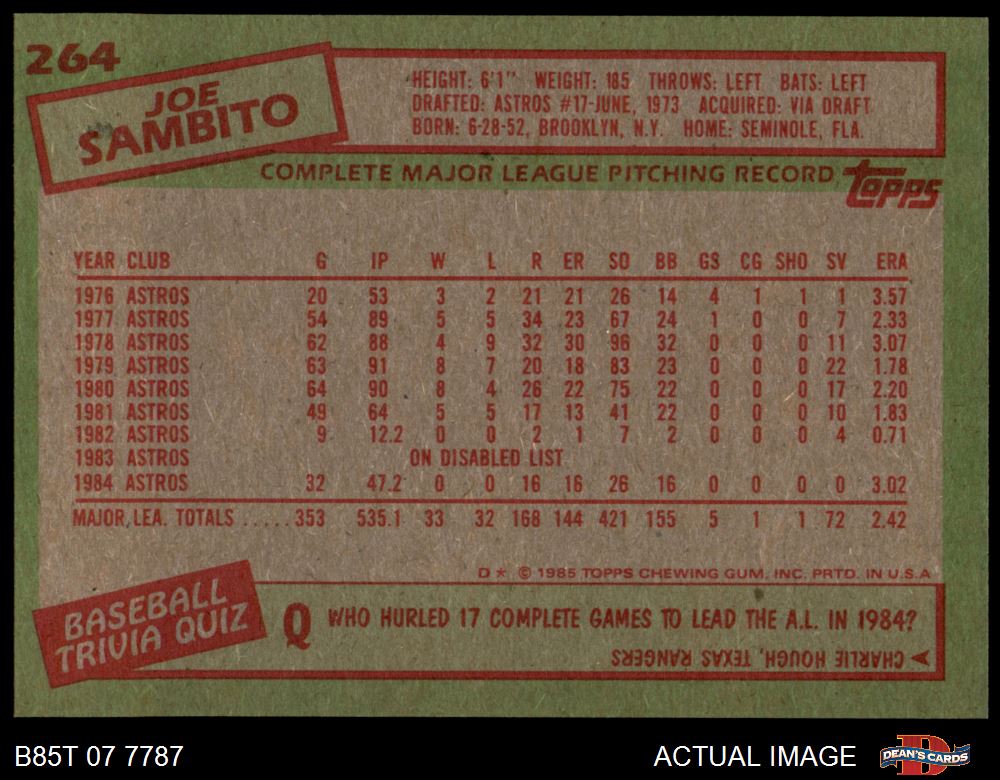 264
JOE
SAMBITO
HEIGHT: 6'1" WEIGHT: 185 THROWS: LEFT BATS: LEFT
DRAFTED: ASTROS #17-JUNE, 1973 ACQUIRED: VIA DRAFT
BORN: 6-28-52, BROOKLYN, N.Y. HOME: SEMINOLE, FLA.
COMPLETE MAJOR LEAGUE PITCHING RECORD topps
YEAR CLUB G IP W L R ER SO BB GS CG SHO SV ERA
1976 ASTROS 20 53 3 2 21 21 26 14 4 1 1 1 3.57
1977 ASTROS 54 89 5 5 34 23 67 24 1 0 0 7 2.33
1978 ASTROS 62 88 4 9 32 30 96 32 0 0 0 11 3.07
1979 ASTROS 63 91 8 7 20 18 83 23 0 0 0 22 1.78
1980 ASTROS 64 90 8 4 26 22 75 22 0 0 0 17 2.20
1981 ASTROS 49 64 5 5 17 13 41 22 0 0 0 10 1.83
1982 ASTROS 9 12.2 0 0 2 1 7 2 0 0 0 4 0.71
1983 ASTROS ON DISABLED LIST
1984 ASTROS 32 47.2 0 0 16 16 26 16 0 0 0 0 3.02
MAJOR LEA. TOTALS ..... 353 535.1 33 32 168 144 421 155 5 1 1 72 2.42
D* © 1985 TOPPS CHEWING GUM, INC. PRTD. IN U.S.A
BASEBALL
TRIVIA QUIZ
Q WHO HURLED 17 COMPLETE GAMES TO LEAD THE A.L. IN 1984?
CHARLIE HOUGH, TEXAS RANGERS
B85T 07 7787 ACTUAL IMAGE DEAN'S CARDS